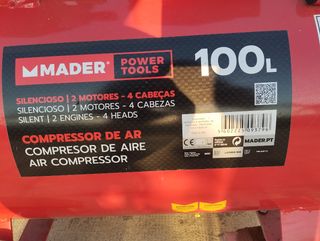 MADER
POWER
TOOLS
100L
SILENCIOSO | 2 MOTORES - 4 CABEÇAS
SILENCIOSO | 2 MOTORES - 4 CABEZAS
SILENT | 2 ENGINES - 4 HEADS
COMPRESSOR DE AR
COMPRESOR DE AIRE
AIR COMPRESSOR
MADER.PT